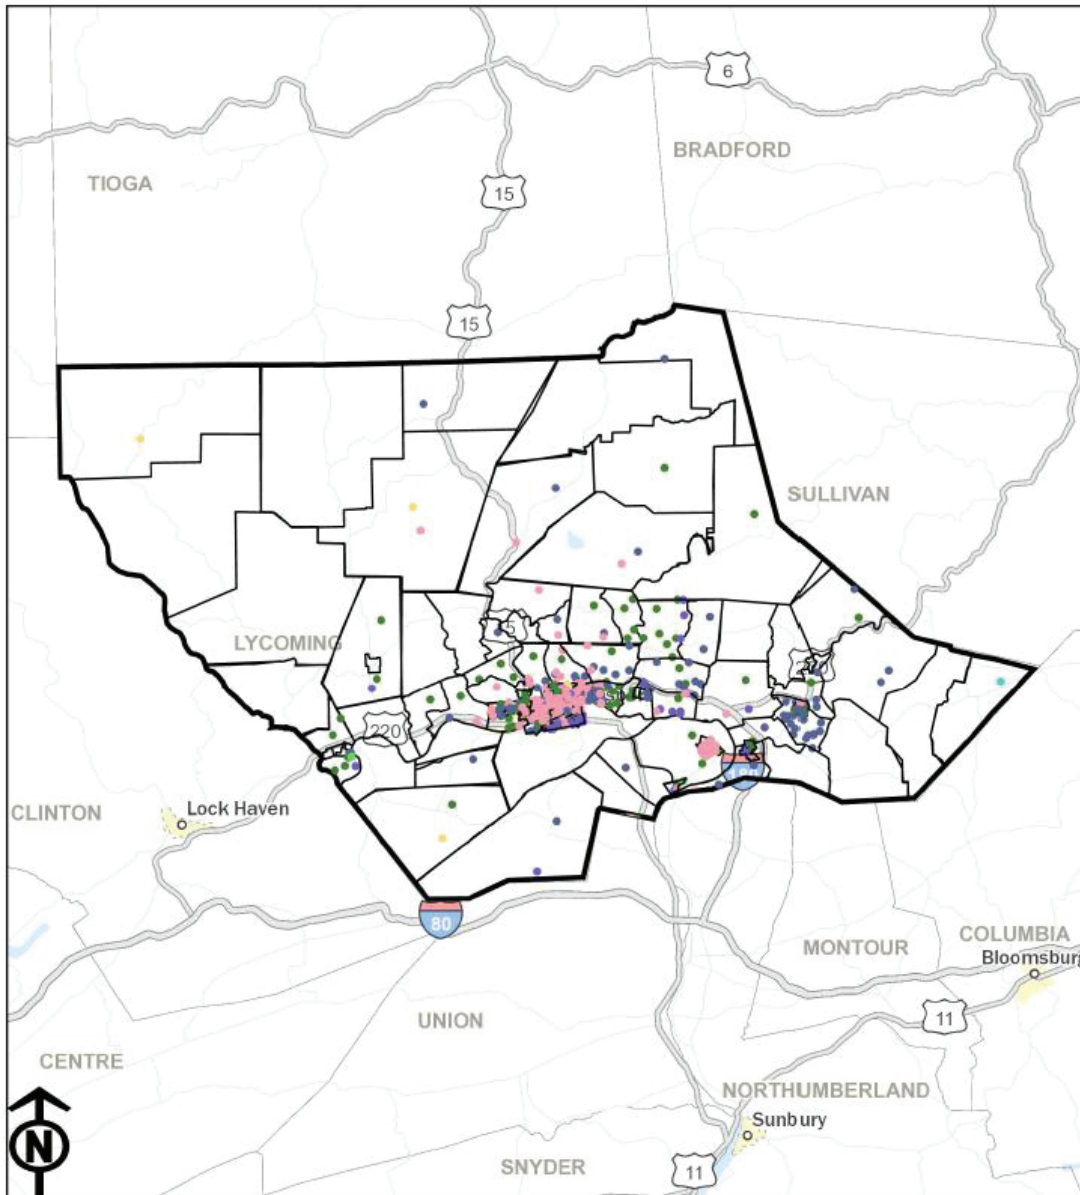 6
BRADFORD
TIOGA
15
15
SULLIVAN
LYCOMING
220
Lock Haven
CLINTON
80
COLUMBIA
MONTOUR
Bloomsburg
UNION
11
CENTRE
NORTHUMBERLAND
Sunbury
N
SNYDER
11